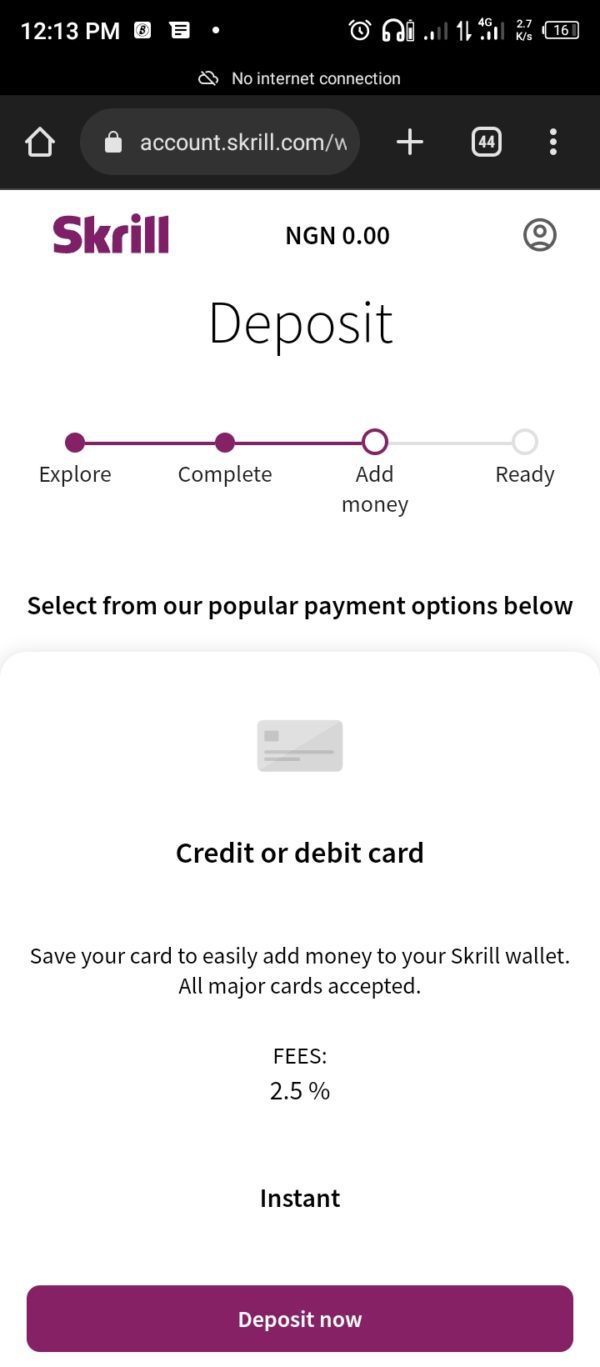 12:13 PM
4G
2.7
K/s
16
No internet connection
account.skrill.com/w
44
Skrill
NGN 0.00
Deposit
Explore
Complete
Add
money
Ready
Select from our popular payment options below
Credit or debit card
Save your card to easily add money to your Skrill wallet.
All major cards accepted.
FEES:
2.5 %
Instant
Deposit now